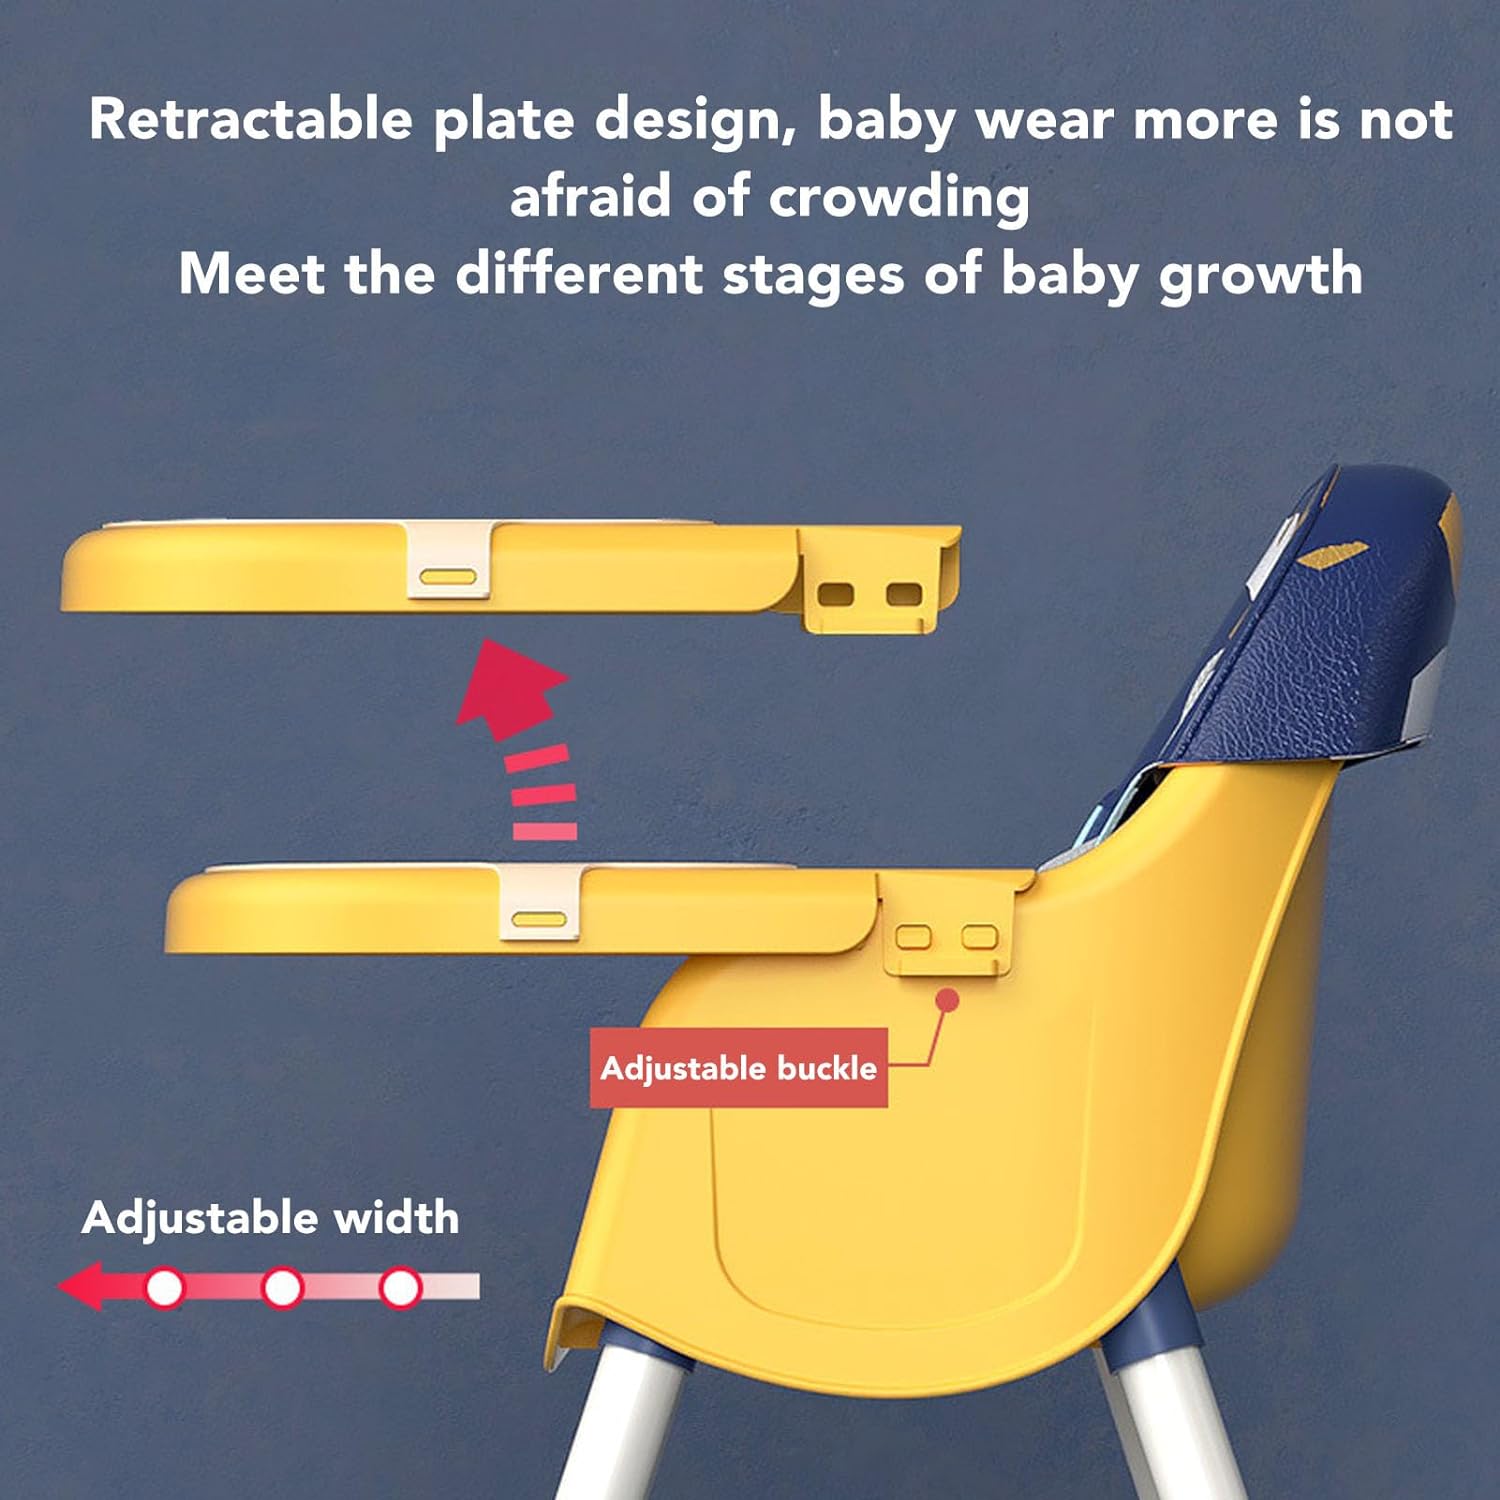 Retractable plate design, baby wear more is not
afraid of crowding
Meet the different stages of baby growth
Adjustable buckle
Adjustable width